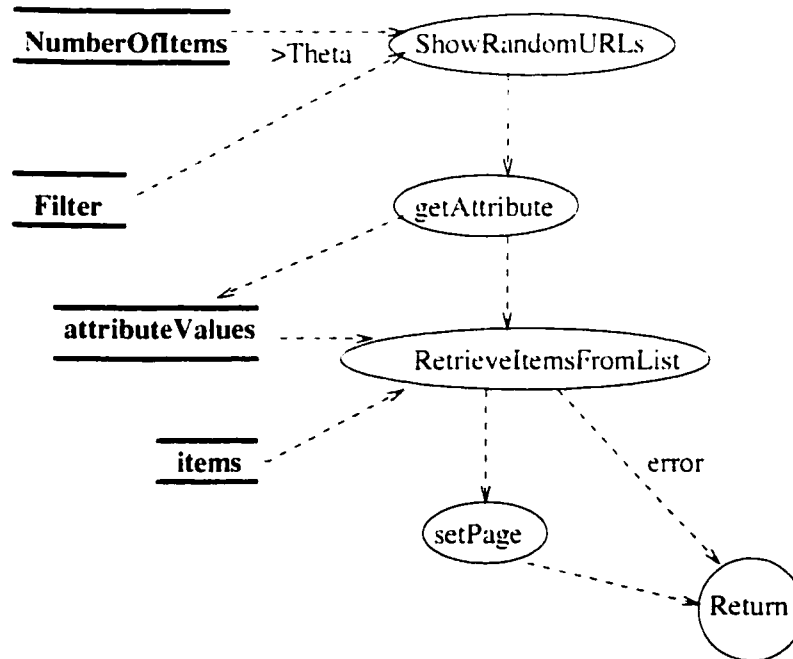 NumberOfItems
>Theta
ShowRandomURLs
Filter
getAttribute
attributeValues
RetrieveItemsFromList
items
error
setPage
Return